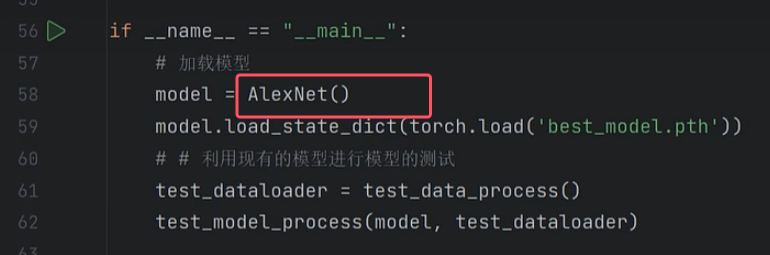 56 if __name__ == "__main__":
57 # 加载模型
58 model = AlexNet()
59 model.load_state_dict(torch.load('best_model.pth'))
60 # # 利用现有的模型进行模型的测试
61 test_dataloader = test_data_process()
62 test_model_process(model, test_dataloader)